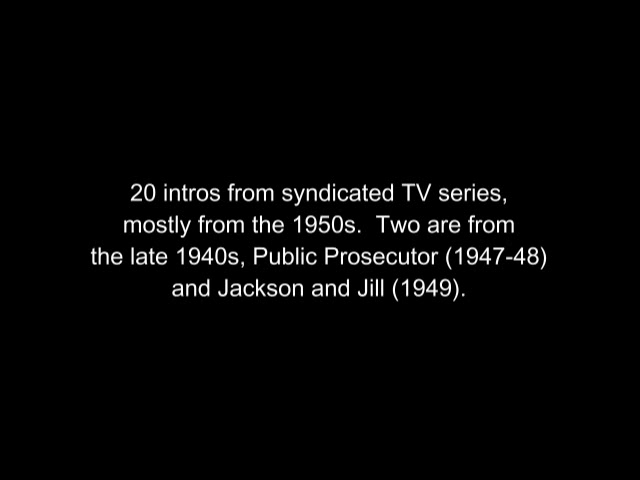 20 intros from syndicated TV series,
mostly from the 1950s.  Two are from
the late 1940s, Public Prosecutor (1947-48)
and Jackson and Jill (1949).